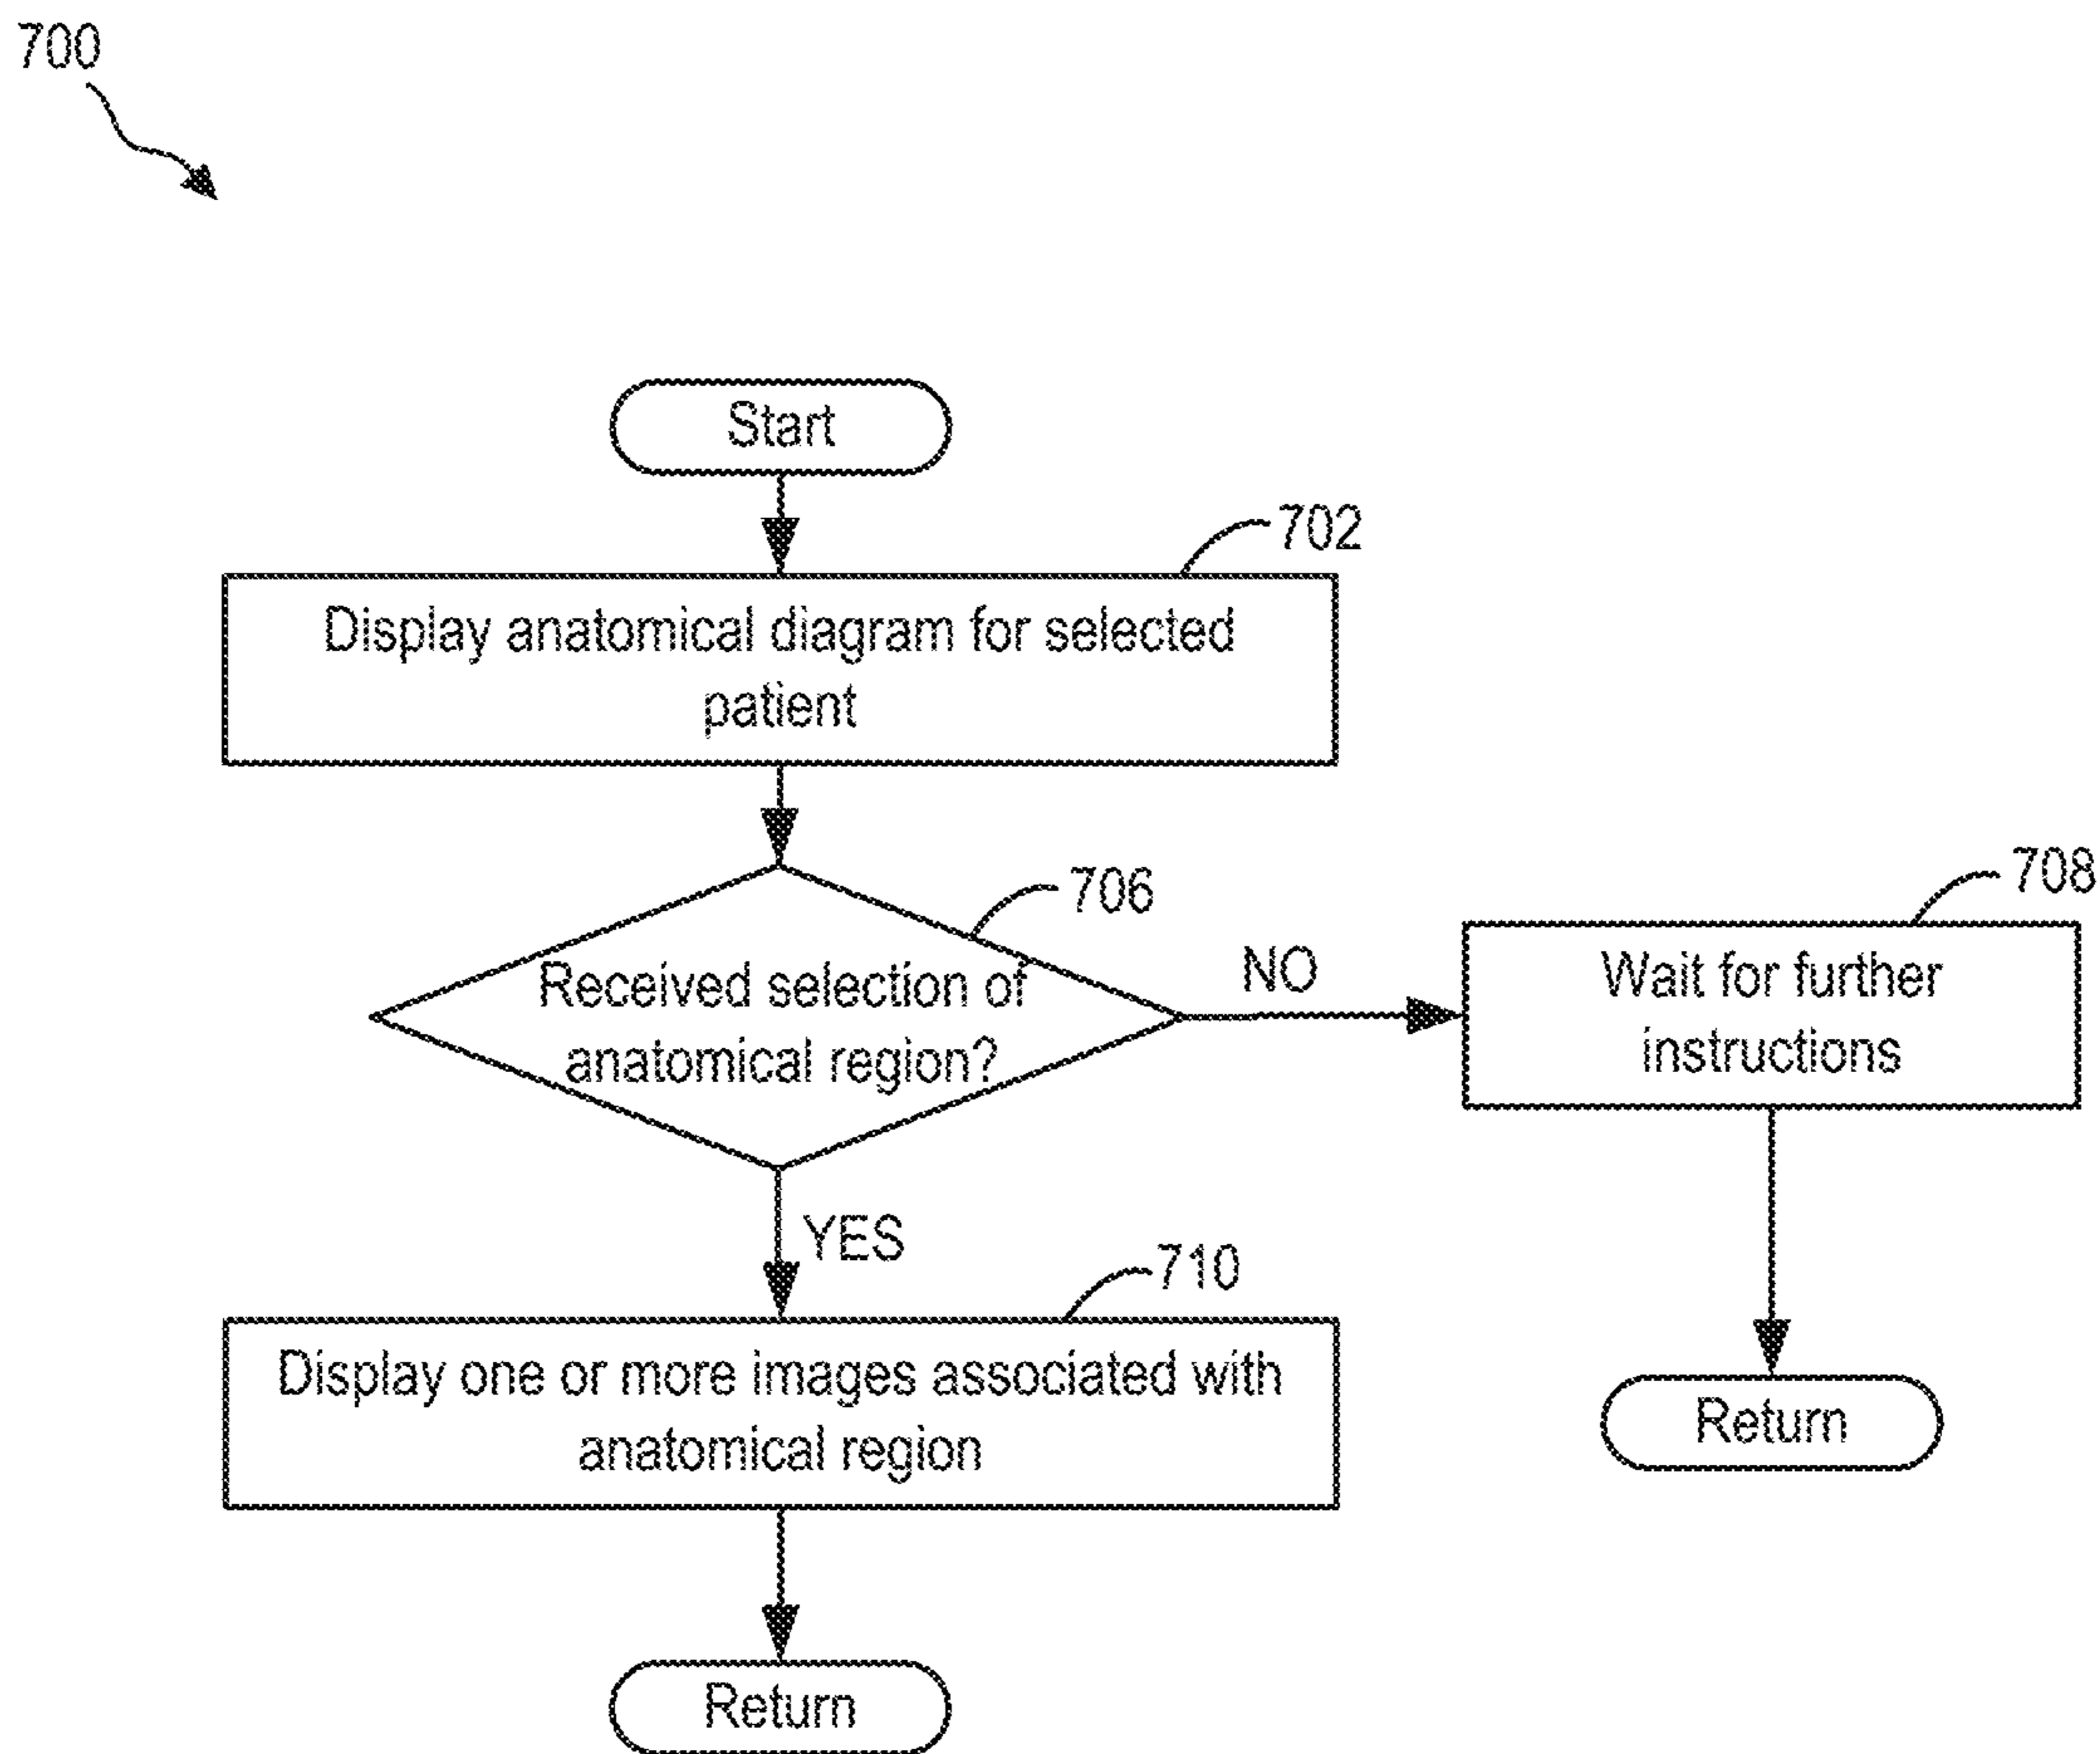 700
Start
702
Display anatomical diagram for selected
patient
706
Received selection of
anatomical region?
NO
708
Wait for further
instructions
YES
710
Display one or more images associated with
anatomical region
Return
Return